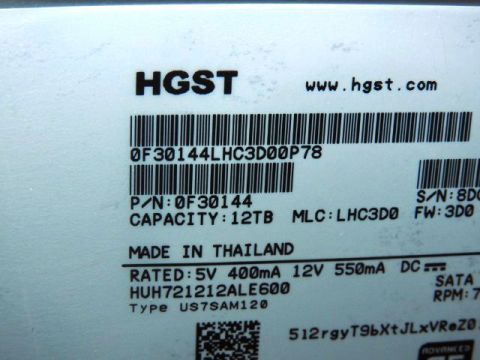 HGST www.hgst.com
0F30144LHC3D00P78
P/N:0F30144 S/N:8D
CAPACITY:12TB MLC:LHC3D0 FW:3D0
MADE IN THAILAND
RATED:5V 400mA 12V 550mA DC
HUH721212ALE600 SATA
Type US7SAM120 RPM:7
512rgyT9bXtJLxVReZ0
ADVANCED